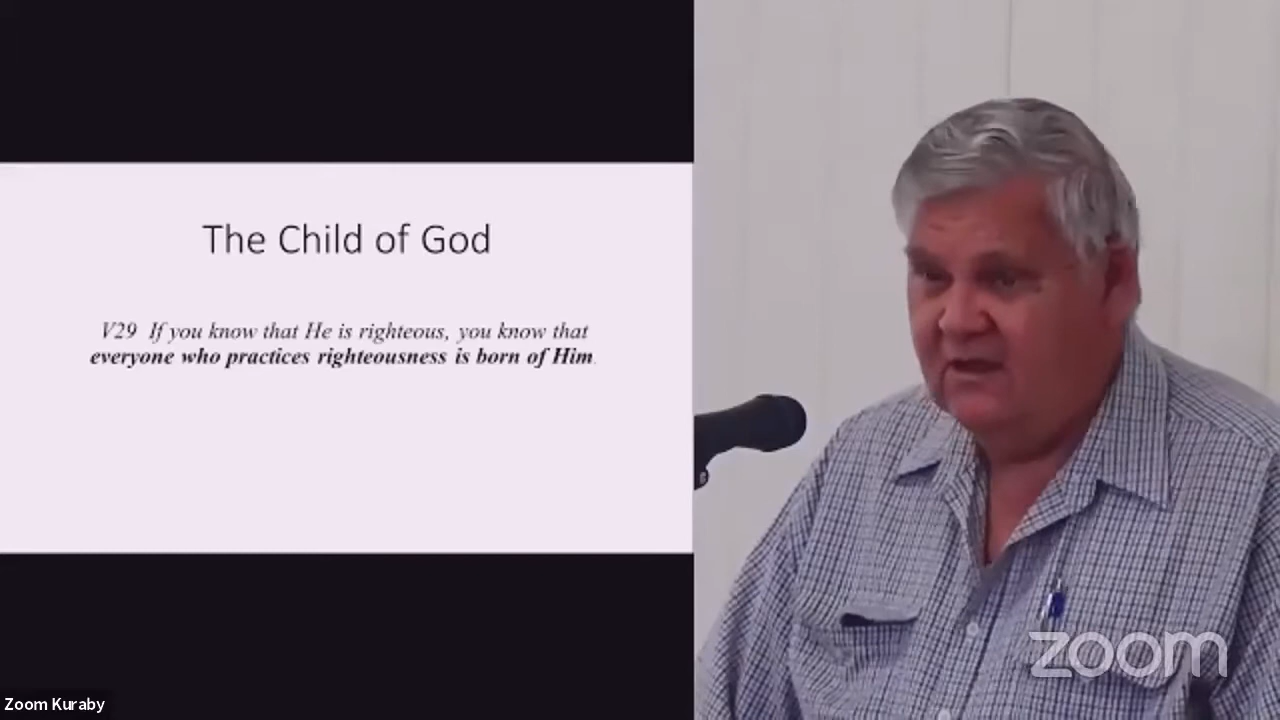 The Child of God
V29 If you know that He is righteous, you know that
everyone who practices righteousness is born of Him.
zoom
Zoom Kuraby